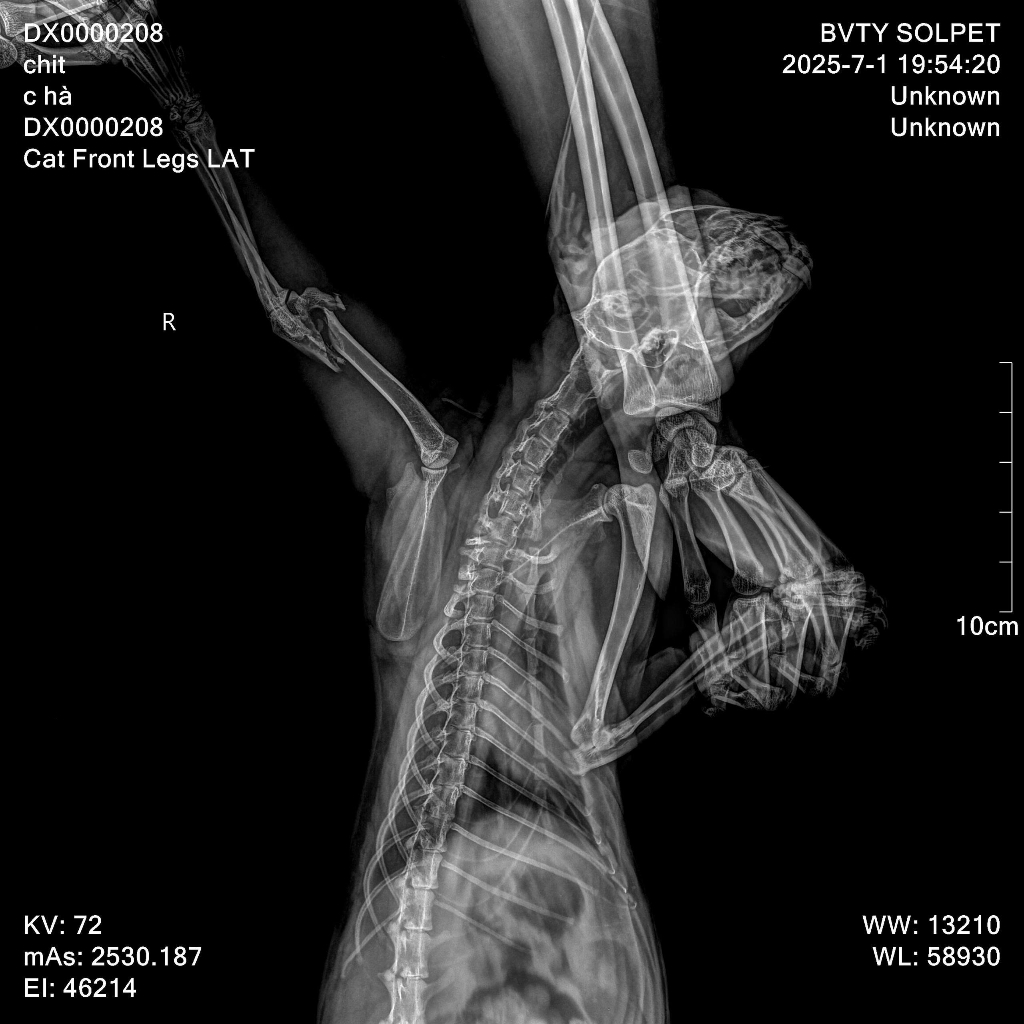 DX0000208
chit
c hà
DX0000208
Cat Front Legs LAT
BVTY SOLPET
2025-7-1 19:54:20
Unknown
Unknown
R
10cm
KV: 72
mAs: 2530.187
EI: 46214
WW: 13210
WL: 58930